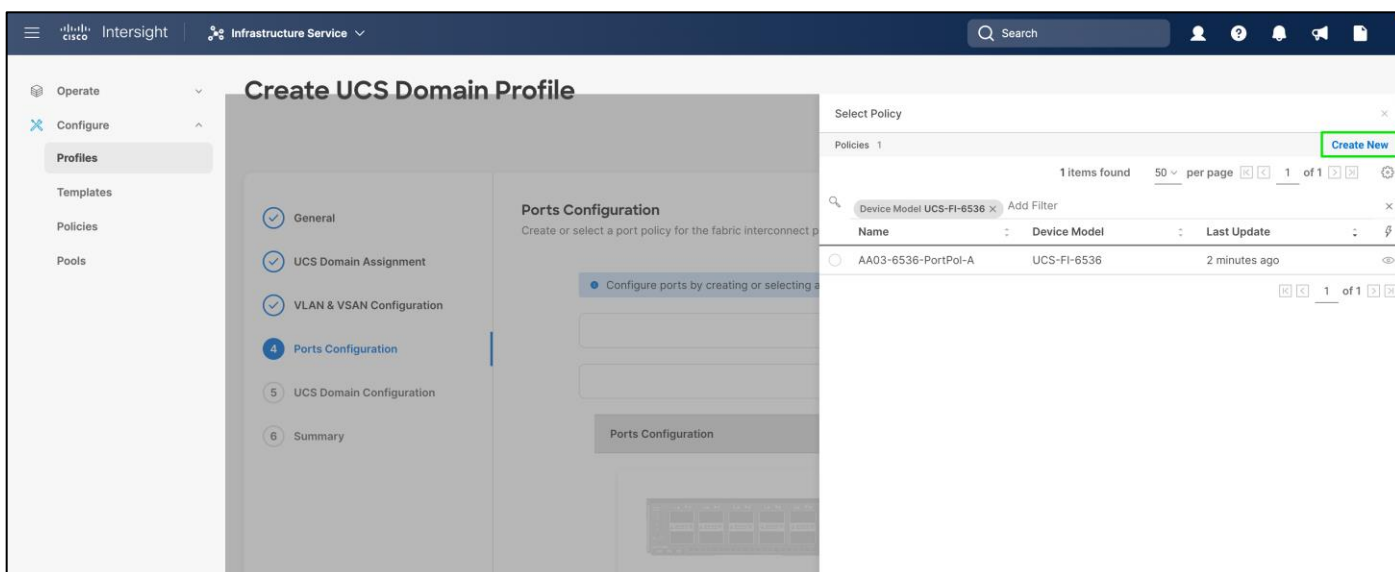 cisco Intersight Infrastructure Service Search
Operate
Configure
Profiles
Templates
Policies
Pools
Create UCS Domain Profile
General
UCS Domain Assignment
VLAN & VSAN Configuration
4 Ports Configuration
5 UCS Domain Configuration
6 Summary
Ports Configuration
Create or select a port policy for the fabric interconnect p
Configure ports by creating or selecting a
Ports Configuration
Select Policy
Policies 1 Create New
1 items found 50 per page 1 of 1
Device Model UCS-FI-6536 Add Filter
Name Device Model Last Update
AA03-6536-PortPol-A UCS-FI-6536 2 minutes ago
1 of 1